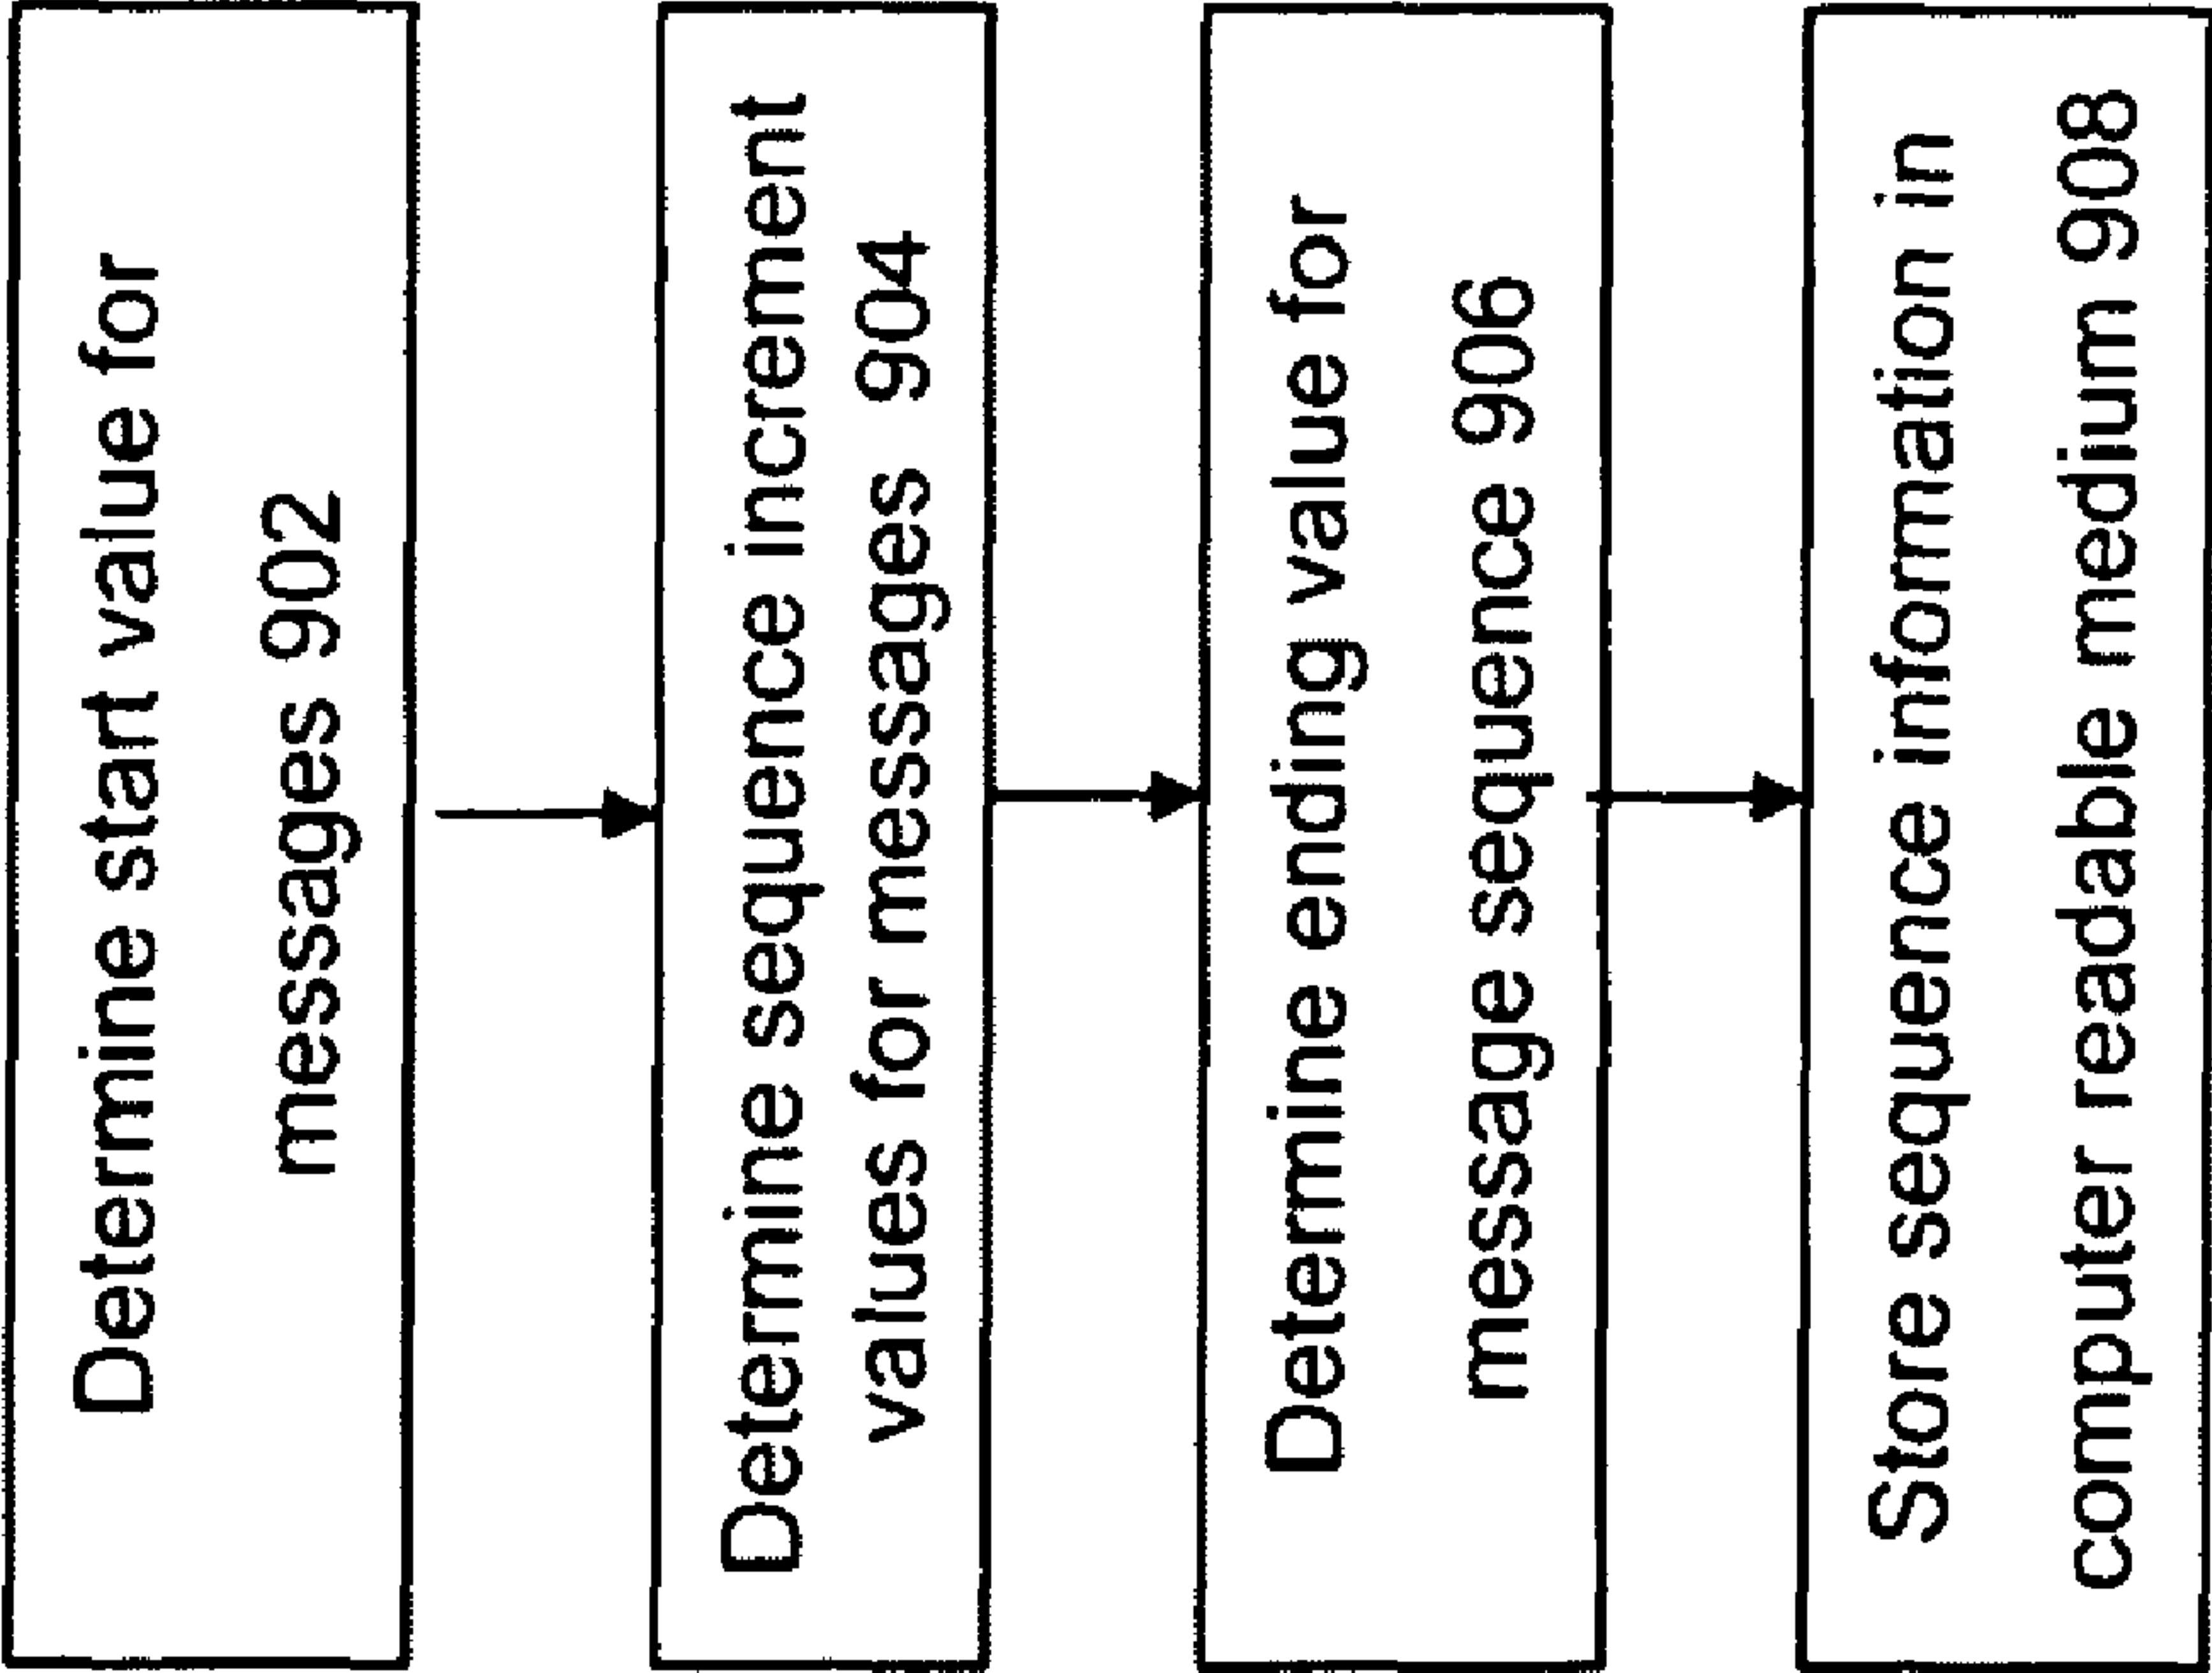 Determine start value for
messages 902
Determine sequence increment
values for messages 904
Determine ending value for
message sequence 906
Store sequence information in
computer readable medium 908